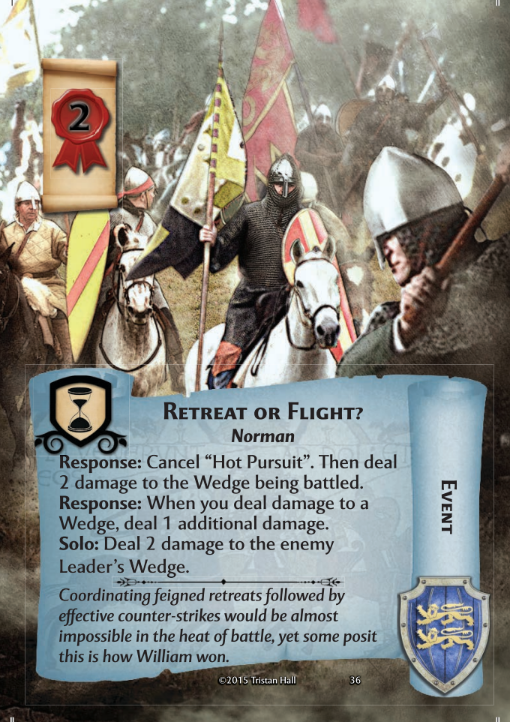 2
Retreat or Flight?
Norman
Response: Cancel “Hot Pursuit”. Then deal
2 damage to the Wedge being battled.
Response: When you deal damage to a
Wedge, deal 1 additional damage.
Solo: Deal 2 damage to the enemy
Leader’s Wedge.
Coordinating feigned retreats followed by
effective counter-strikes would be almost
impossible in the heat of battle, yet some posit
this is how William won.
Event
©2015 Tristan Hall 36